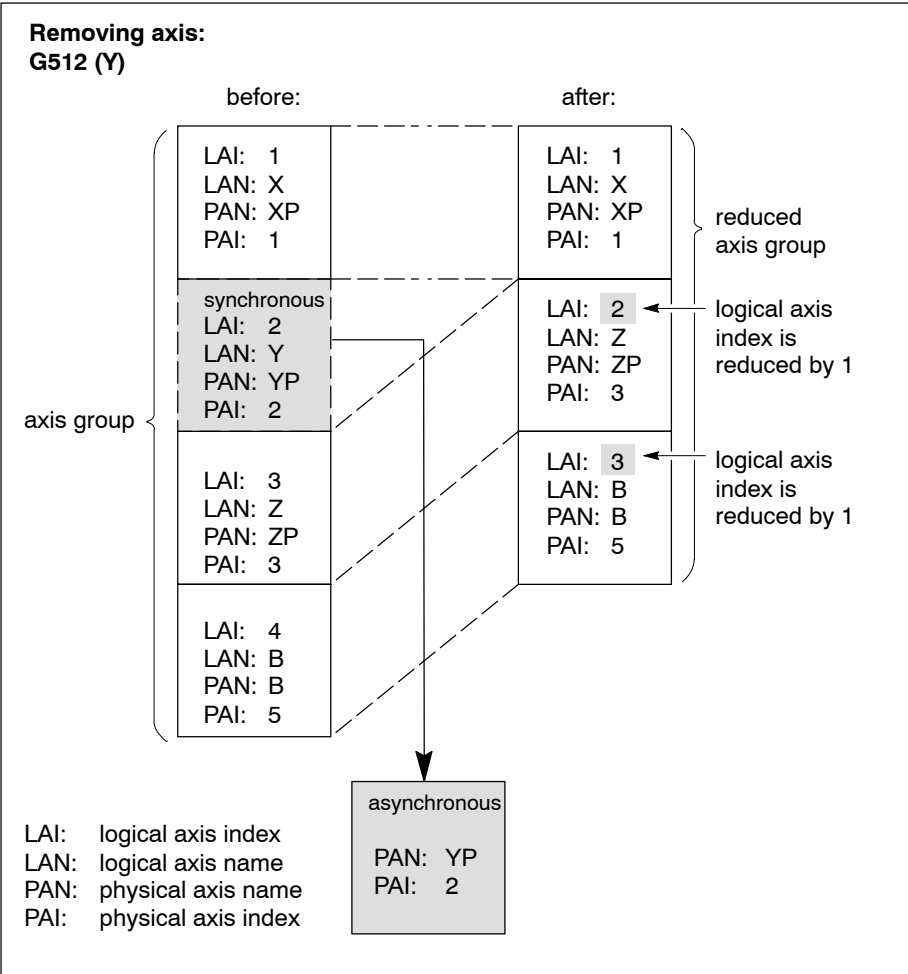 Removing axis:
G512 (Y)
before:
after:
axis group
LAI: 1
LAN: X
PAN: XP
PAI: 1
synchronous
LAI: 2
LAN: Y
PAN: YP
PAI: 2
LAI: 3
LAN: Z
PAN: ZP
PAI: 3
LAI: 4
LAN: B
PAN: B
PAI: 5
LAI: 1
LAN: X
PAN: XP
PAI: 1
LAI: 2
LAN: Z
PAN: ZP
PAI: 3
LAI: 3
LAN: B
PAN: B
PAI: 5
reduced
axis group
logical axis
index is
reduced by 1
logical axis
index is
reduced by 1
asynchronous
PAN: YP
PAI: 2
LAI: logical axis index
LAN: logical axis name
PAN: physical axis name
PAI: physical axis index